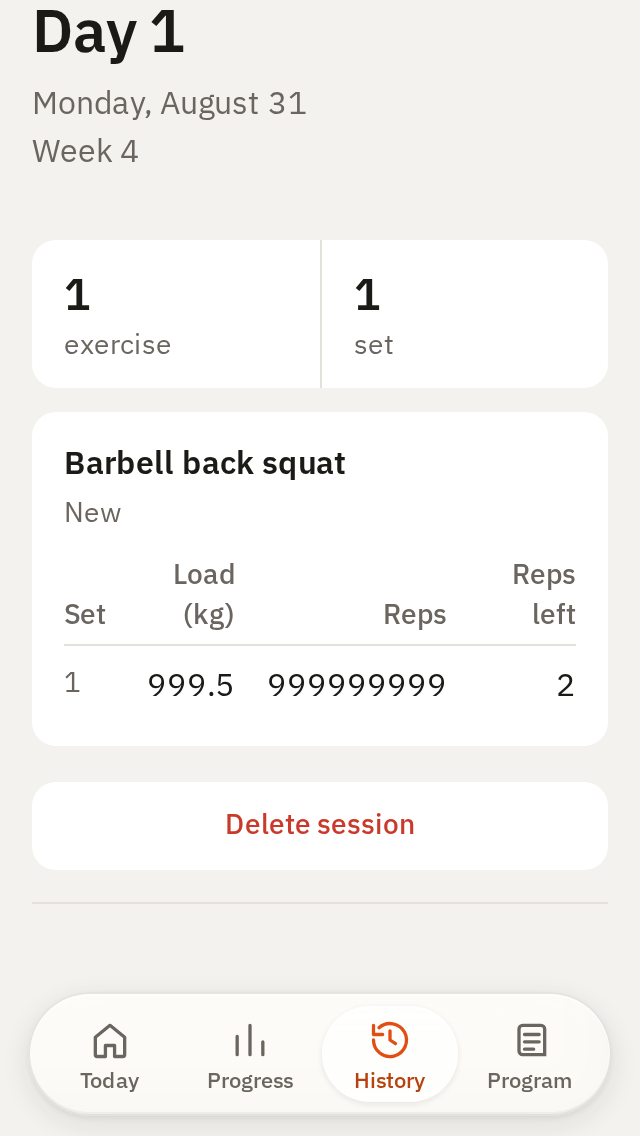 Day 1
Monday, August 31
Week 4
1
exercise
1
set
Barbell back squat
New
Set Load (kg) Reps Reps left
1 999.5 999999999 2
Delete session
Today Progress History Program